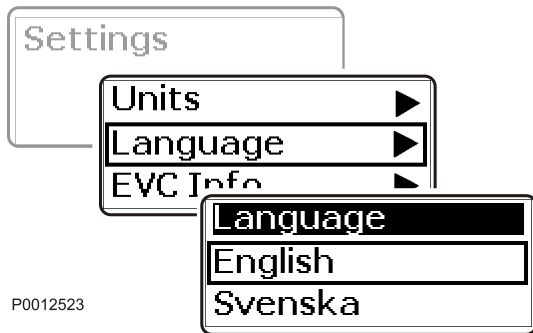 Settings
Units
Language
EVC Info
Language
English
Svenska
P0012523